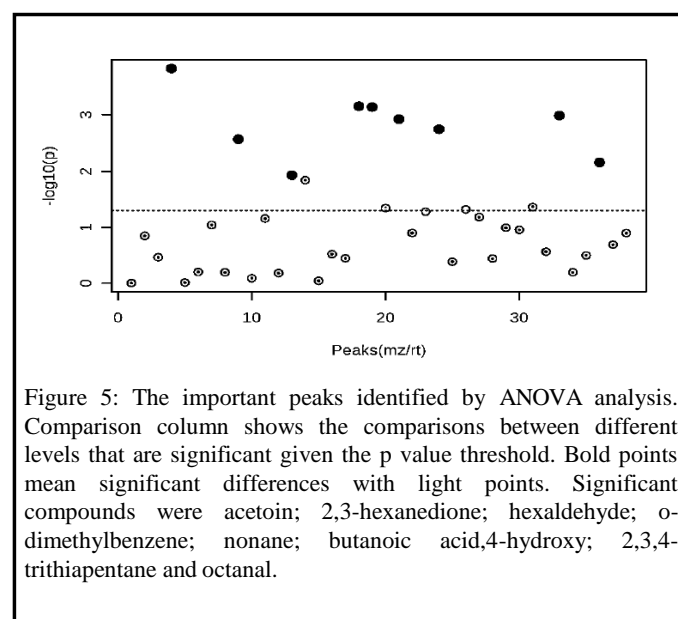 -lcg10(p)
3
2
1
0
0 10 20 30
Peaks(mz/rt)
Figure 5: The important peaks identified by ANOVA analysis.
Comparison column shows the comparisons between different
levels that are significant given the p value threshold. Bold points
mean significant differences with light points. Significant
compounds were acetoin; 2,3-hexanedione; hexaldehyde; o-
dimethylbenzene; nonane; butanoic acid,4-hydroxy; 2,3,4-
trithiapentane and octanal.